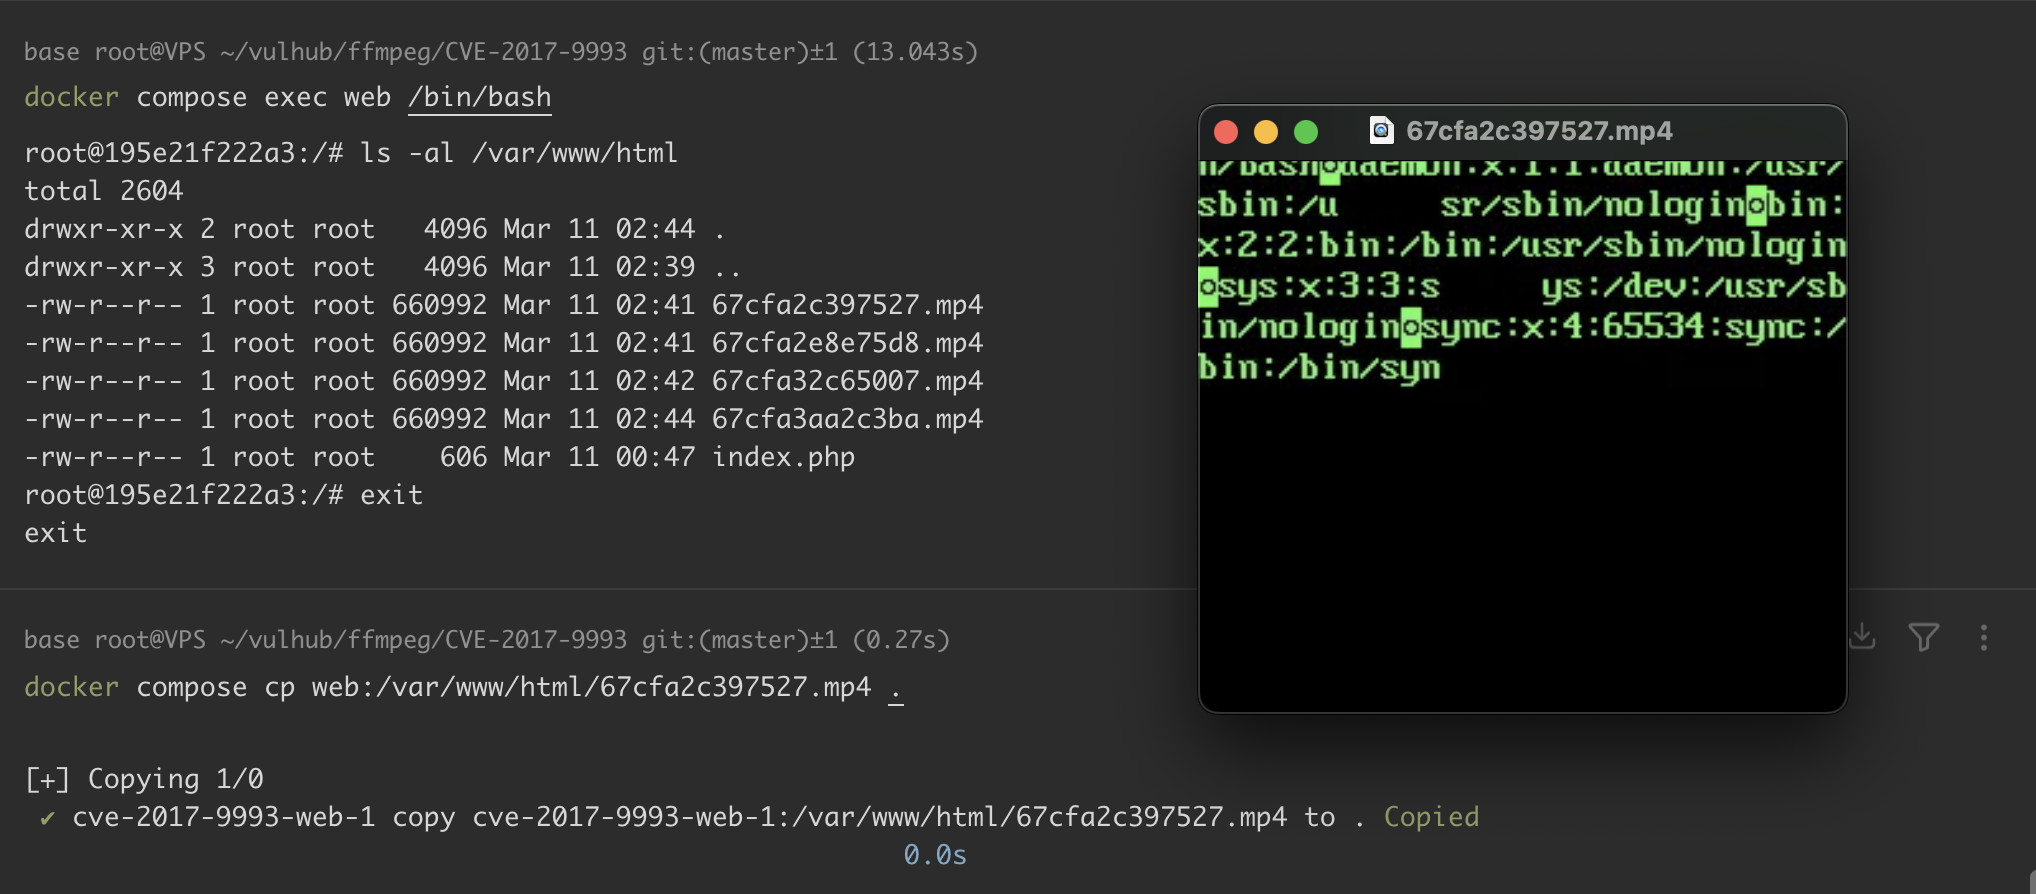 base root@VPS ~/vulhub/ffmpeg/CVE-2017-9993 git:(master)±1 (13.043s)
docker compose exec web /bin/bash
root@195e21f222a3:/# ls -al /var/www/html
total 2604
drwxr-xr-x 2 root root   4096 Mar 11 02:44 .
drwxr-xr-x 3 root root   4096 Mar 11 02:39 ..
-rw-r--r-- 1 root root 660992 Mar 11 02:41 67cfa2c397527.mp4
-rw-r--r-- 1 root root 660992 Mar 11 02:41 67cfa2e8e75d8.mp4
-rw-r--r-- 1 root root 660992 Mar 11 02:42 67cfa32c65007.mp4
-rw-r--r-- 1 root root 660992 Mar 11 02:44 67cfa3aa2c3ba.mp4
-rw-r--r-- 1 root root    606 Mar 11 00:47 index.php
root@195e21f222a3:/# exit
exit
67cfa2c397527.mp4
n/bash◘daemon:x:1:1:daemon:/usr/
sbin:/u     sr/sbin/nologin◘bin:
x:2:2:bin:/bin:/usr/sbin/nologin
◘sys:x:3:3:s     ys:/dev:/usr/sb
in/nologin◘sync:x:4:65534:sync:/
bin:/bin/syn
base root@VPS ~/vulhub/ffmpeg/CVE-2017-9993 git:(master)±1 (0.27s)
docker compose cp web:/var/www/html/67cfa2c397527.mp4 .
[+] Copying 1/0
✔ cve-2017-9993-web-1 copy cve-2017-9993-web-1:/var/www/html/67cfa2c397527.mp4 to . Copied
0.0s